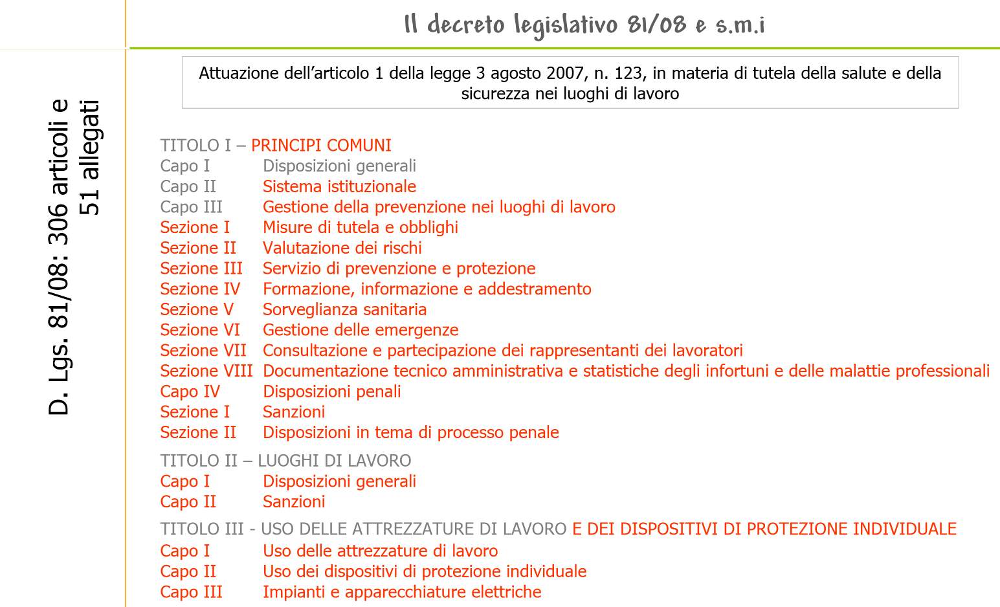 Il decreto legislativo 81/08 e s.m.i
Attuazione dell’articolo 1 della legge 3 agosto 2007, n. 123, in materia di tutela della salute e della
sicurezza nei luoghi di lavoro
D. Lgs. 81/08: 306 articoli e
51 allegati
TITOLO I – PRINCIPI COMUNI
Capo I Disposizioni generali
Capo II Sistema istituzionale
Capo III Gestione della prevenzione nei luoghi di lavoro
Sezione I Misure di tutela e obblighi
Sezione II Valutazione dei rischi
Sezione III Servizio di prevenzione e protezione
Sezione IV Formazione, informazione e addestramento
Sezione V Sorveglianza sanitaria
Sezione VI Gestione delle emergenze
Sezione VII Consultazione e partecipazione dei rappresentanti dei lavoratori
Sezione VIII Documentazione tecnico amministrativa e statistiche degli infortuni e delle malattie professionali
Capo IV Disposizioni penali
Sezione I Sanzioni
Sezione II Disposizioni in tema di processo penale
TITOLO II – LUOGHI DI LAVORO
Capo I Disposizioni generali
Capo II Sanzioni
TITOLO III - USO DELLE ATTREZZATURE DI LAVORO E DEI DISPOSITIVI DI PROTEZIONE INDIVIDUALE
Capo I Uso delle attrezzature di lavoro
Capo II Uso dei dispositivi di protezione individuale
Capo III Impianti e apparecchiature elettriche